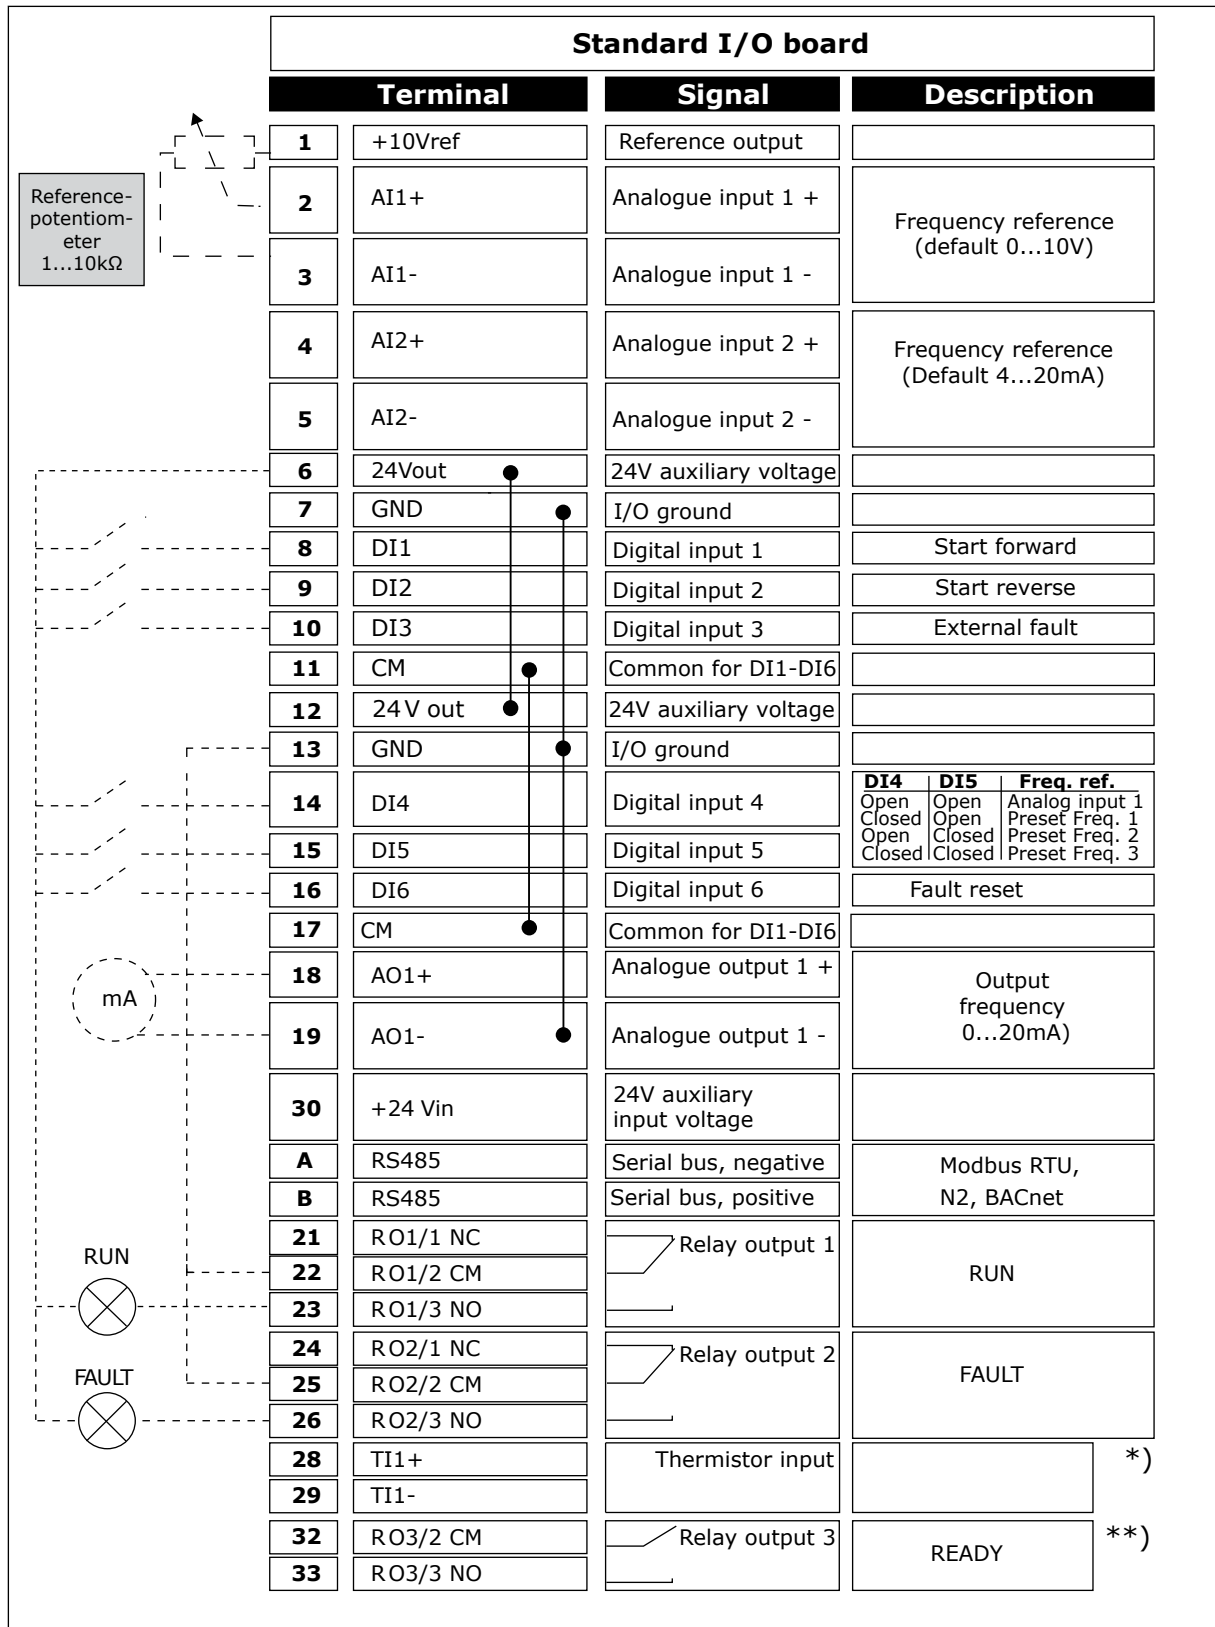 Standard I/O board
Terminal Signal Description
1 +10Vref Reference output
Reference-
potentiom-
eter
1...10kΩ
2 AI1+ Analogue input 1 +
3 AI1- Analogue input 1 -
Frequency reference
(default 0...10V)
4 AI2+ Analogue input 2 +
5 AI2- Analogue input 2 -
Frequency reference
(Default 4...20mA)
6 24Vout 24V auxiliary voltage
7 GND I/O ground
8 DI1 Digital input 1 Start forward
9 DI2 Digital input 2 Start reverse
10 DI3 Digital input 3 External fault
11 CM Common for DI1-DI6
12 24V out 24V auxiliary voltage
13 GND I/O ground
14 DI4 Digital input 4
15 DI5 Digital input 5
DI4 DI5 Freq. ref.
Open Open Analog input 1
Closed Open Preset Freq. 1
Open Closed Preset Freq. 2
Closed Closed Preset Freq. 3
16 DI6 Digital input 6 Fault reset
17 CM Common for DI1-DI6
mA
18 AO1+ Analogue output 1 +
19 AO1- Analogue output 1 -
Output
frequency
0...20mA)
30 +24 Vin 24V auxiliary
input voltage
A RS485 Serial bus, negative
B RS485 Serial bus, positive
Modbus RTU,
N2, BACnet
RUN
21 RO1/1 NC Relay output 1
22 RO1/2 CM RUN
23 RO1/3 NO
FAULT
24 RO2/1 NC Relay output 2
25 RO2/2 CM FAULT
26 RO2/3 NO
28 TI1+ Thermistor input *)
29 TI1-
32 RO3/2 CM Relay output 3 READY **)
33 RO3/3 NO